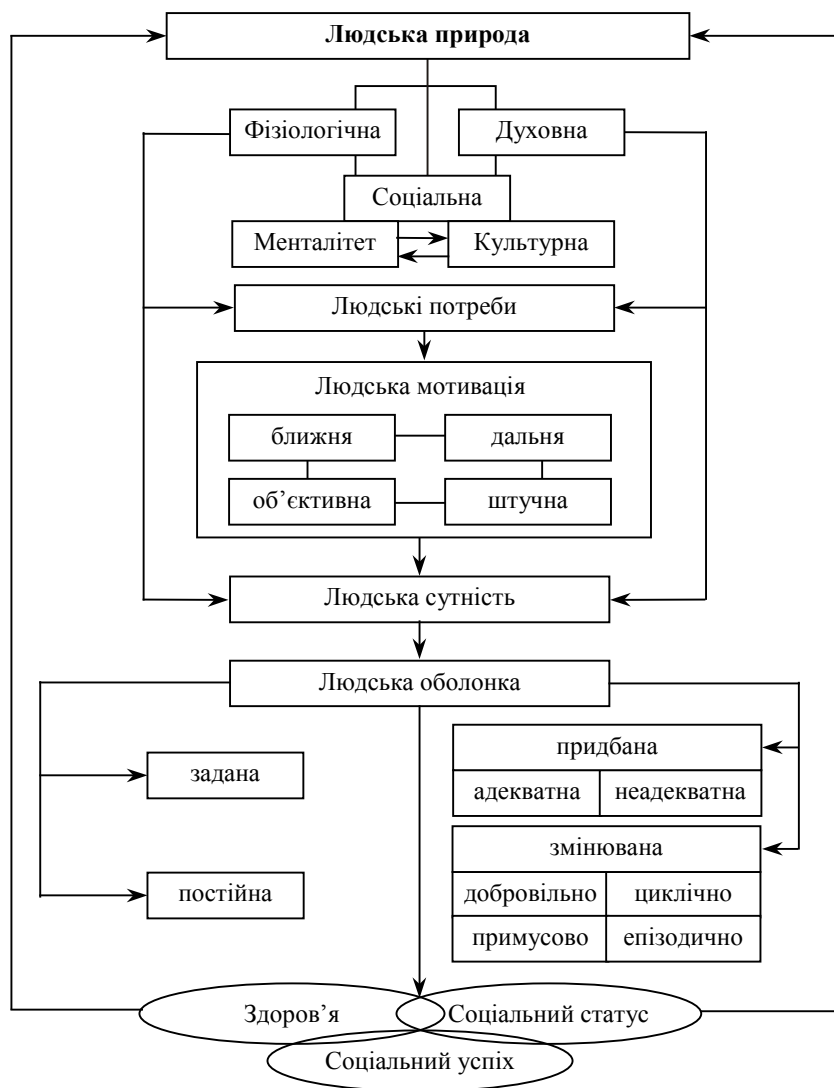 Людська природа
Фізіологічна
Духовна
Соціальна
Менталітет
Культурна
Людські потреби
Людська мотивація
ближня
дальня
об’єктивна
штучна
Людська сутність
Людська оболонка
задана
постійна
придбана
адекватна
неадекватна
змінювана
добровільно
циклічно
примусово
епізодично
Здоров’я
Соціальний статус
Соціальний успіх